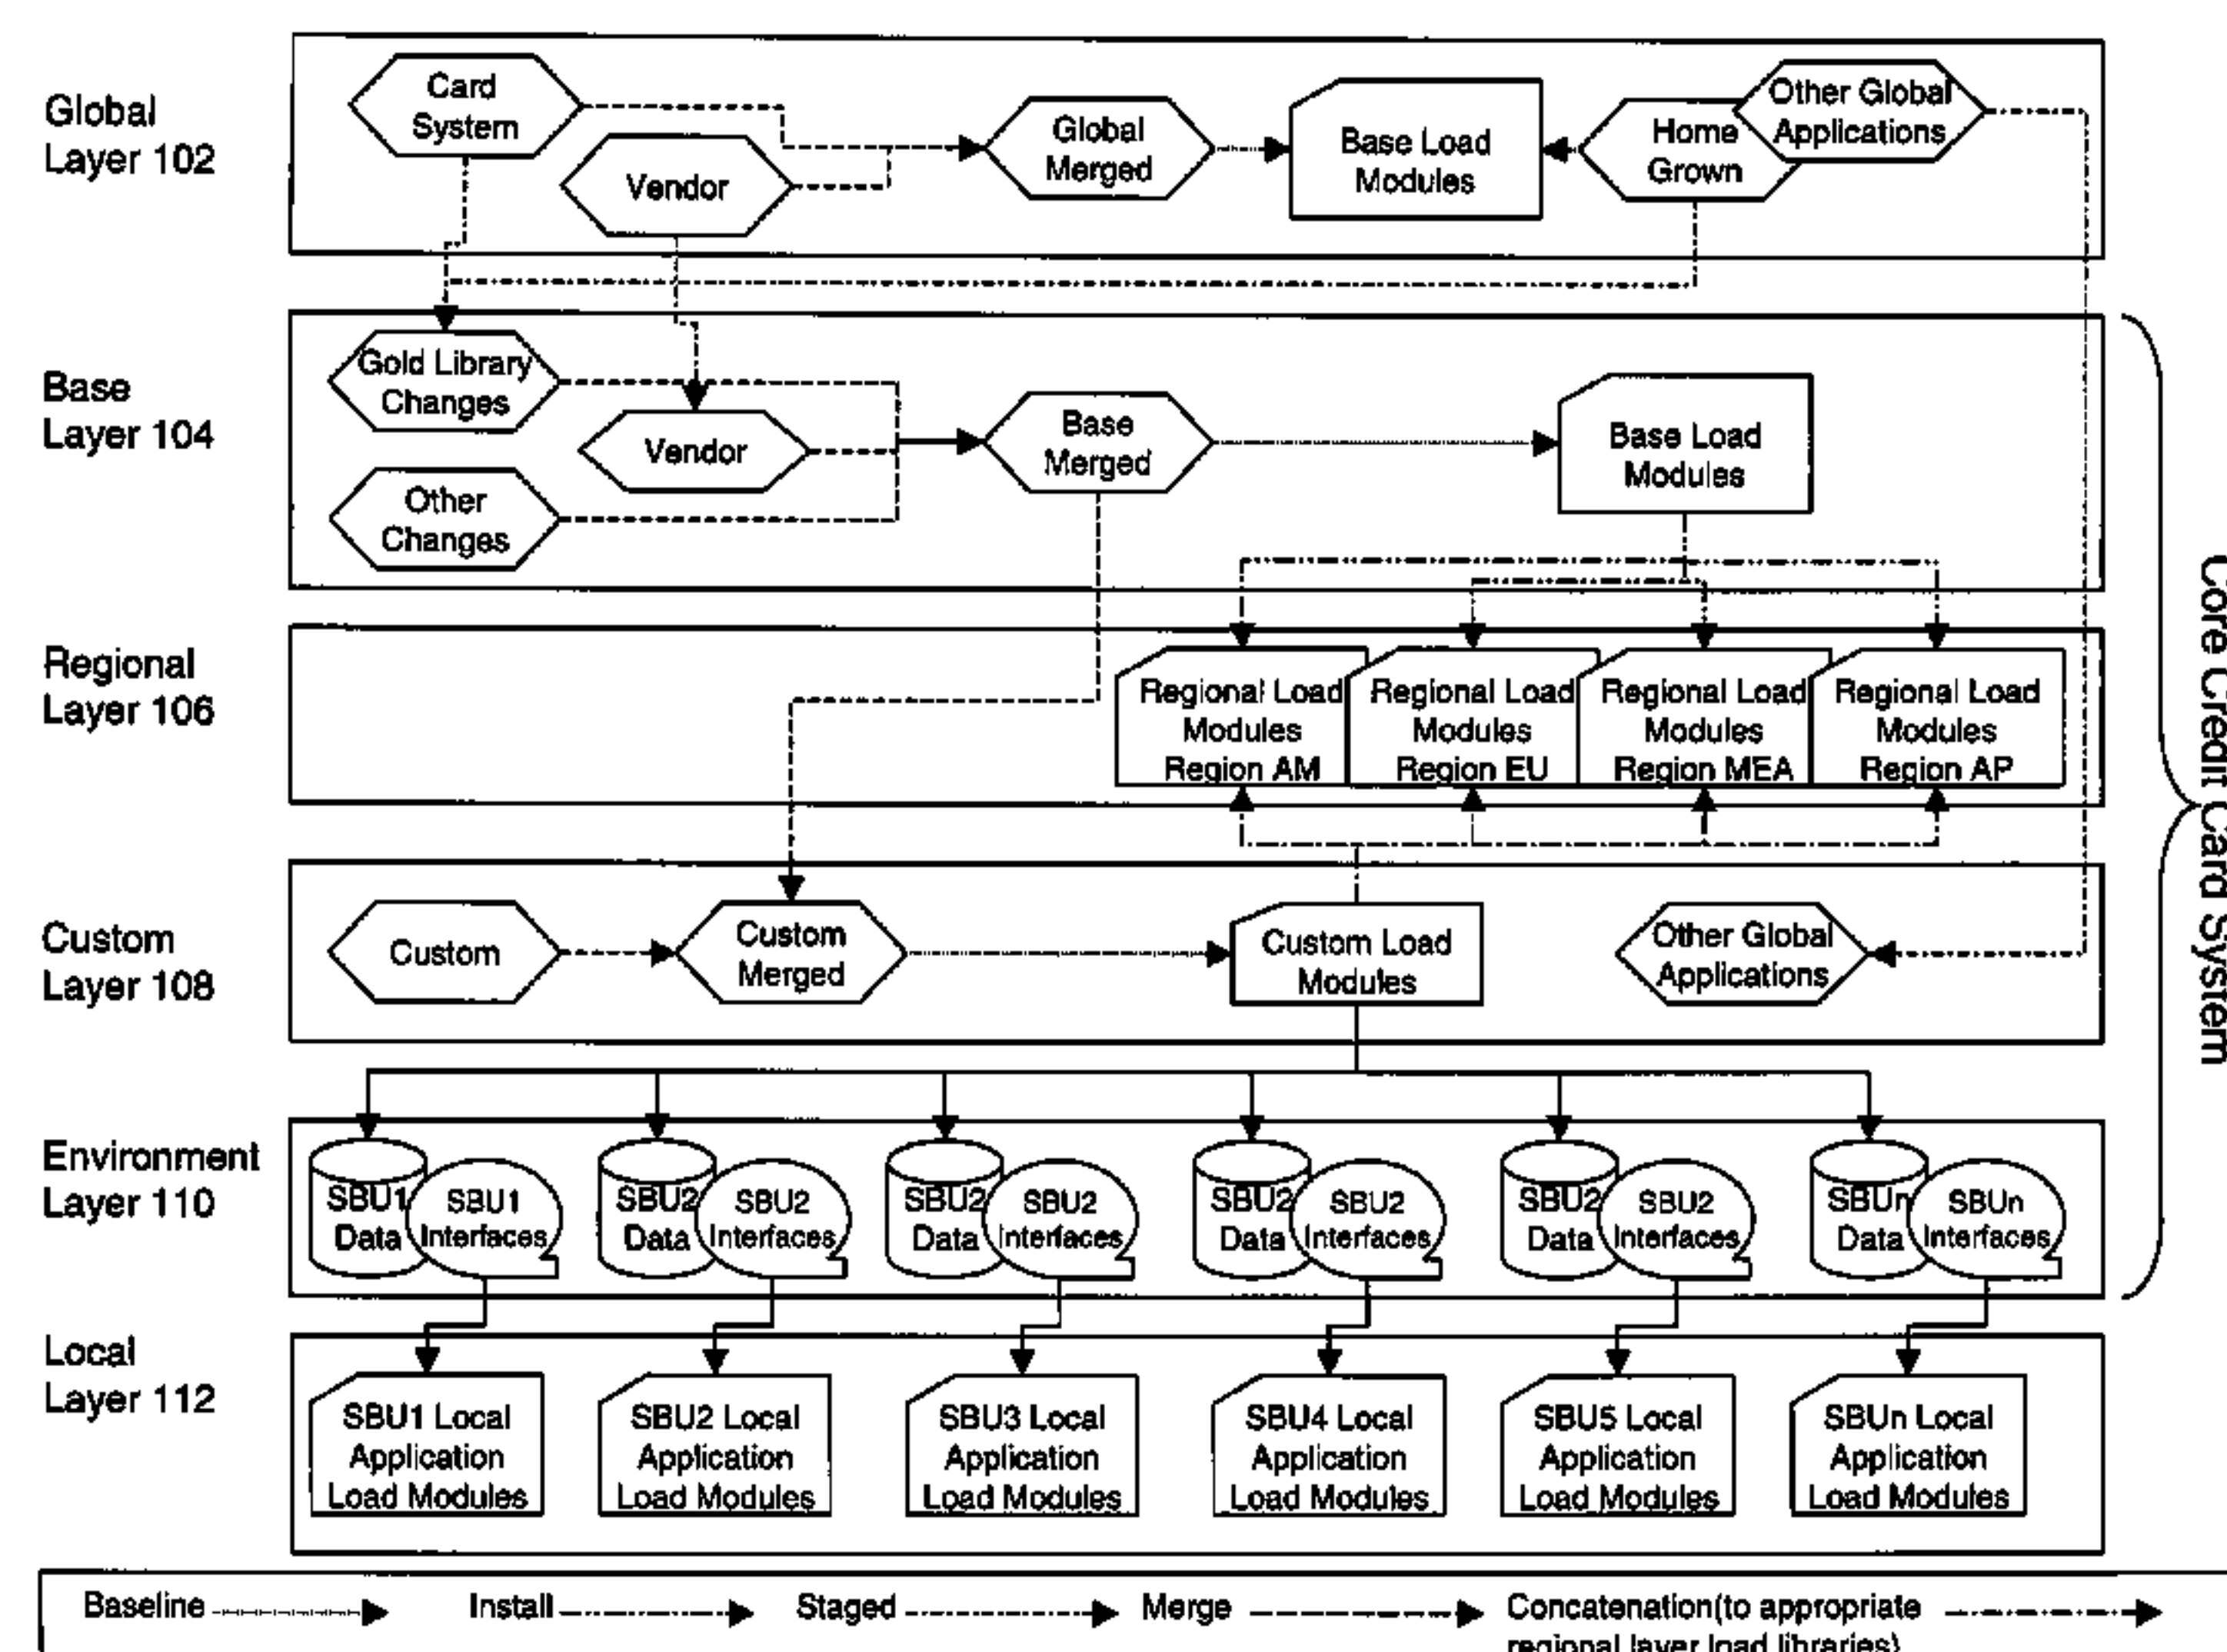 Global
Layer 102
Card
System
Vendor
Global
Merged
Base Load
Modules
Home
Grown
Other Global
Applications
Base
Layer 104
Gold Library
Changes
Vendor
Other
Changes
Base
Merged
Base Load
Modules
Regional
Layer 106
Regional Load
Modules
Region AM
Regional Load
Modules
Region EU
Regional Load
Modules
Region MEA
Regional Load
Modules
Region AP
Custom
Layer 108
Custom
Custom
Merged
Custom Load
Modules
Other Global
Applications
Core Credit Card System
Environment
Layer 110
SBU1
Data
SBU1
Interfaces
SBU2
Data
SBU2
Interfaces
SBU2
Data
SBU2
Interfaces
SBU2
Data
SBU2
Interfaces
SBU2
Data
SBU2
Interfaces
SBUn
Data
SBUn
Interfaces
Local
Layer 112
SBU1 Local
Application
Load Modules
SBU2 Local
Application
Load Modules
SBU3 Local
Application
Load Modules
SBU4 Local
Application
Load Modules
SBU5 Local
Application
Load Modules
SBUn Local
Application
Load Modules
Baseline
Install
Staged
Merge
Concatenation(to appropriate
regional layer load libraries)